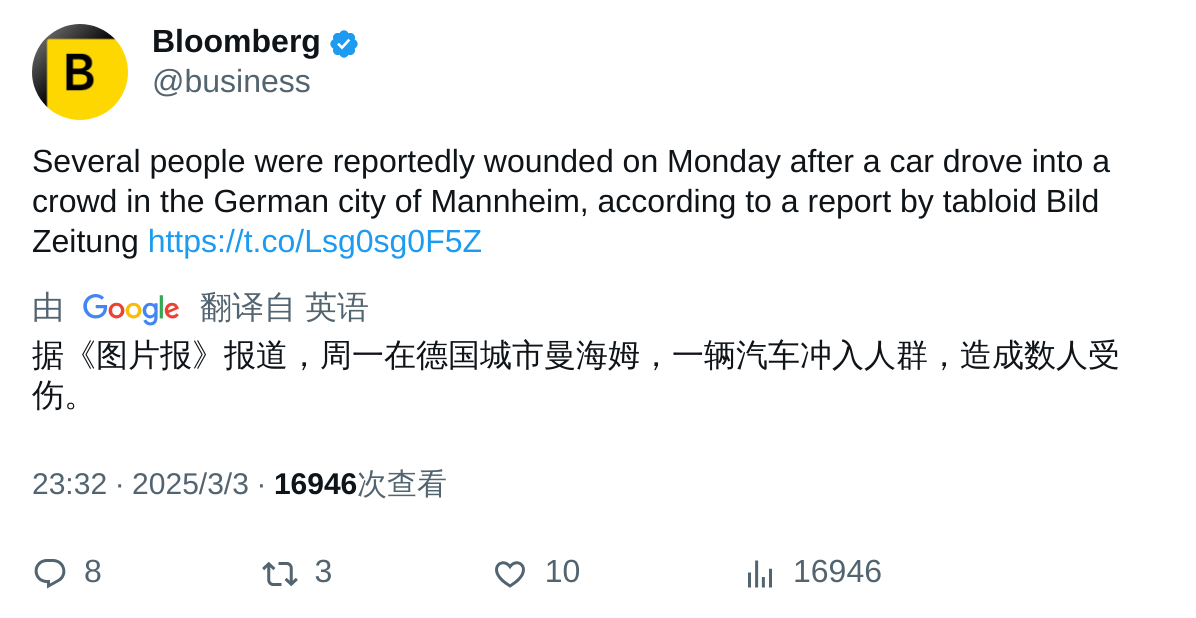 B
Bloomberg
@business
Several people were reportedly wounded on Monday after a car drove into a
crowd in the German city of Mannheim, according to a report by tabloid Bild
Zeitung https://t.co/Lsg0sg0F5Z
由 Google 翻译自 英语
据《图片报》报道，周一在德国城市曼海姆，一辆汽车冲入人群，造成数人受
伤。
23:32 · 2025/3/3 · 16946次查看
8 3 10 16946